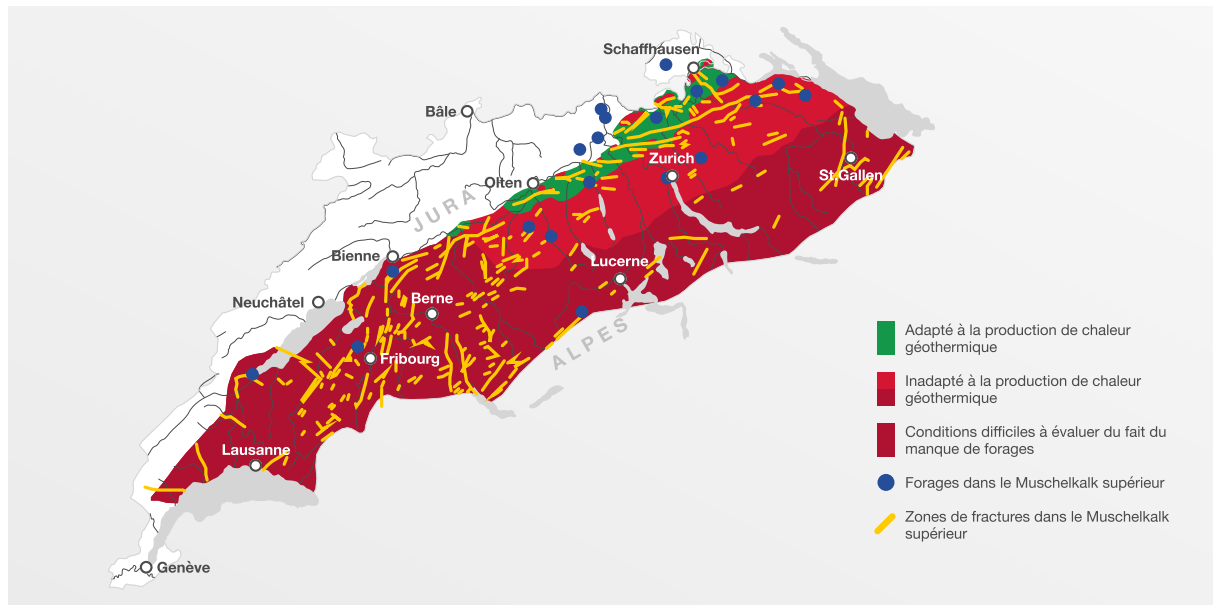 Schaffhausen
Bâle
Zurich
Olten
St.Gallen
JURA
Bienne
Lucerne
Neuchâtel
Berne
ALPES
Fribourg
Lausanne
Genève
Adapté à la production de chaleur
géothermique
Inadapté à la production de chaleur
géothermique
Conditions difficiles à évaluer du fait du
manque de forages
Forages dans le Muschelkalk supérieur
Zones de fractures dans le Muschelkalk
supérieur